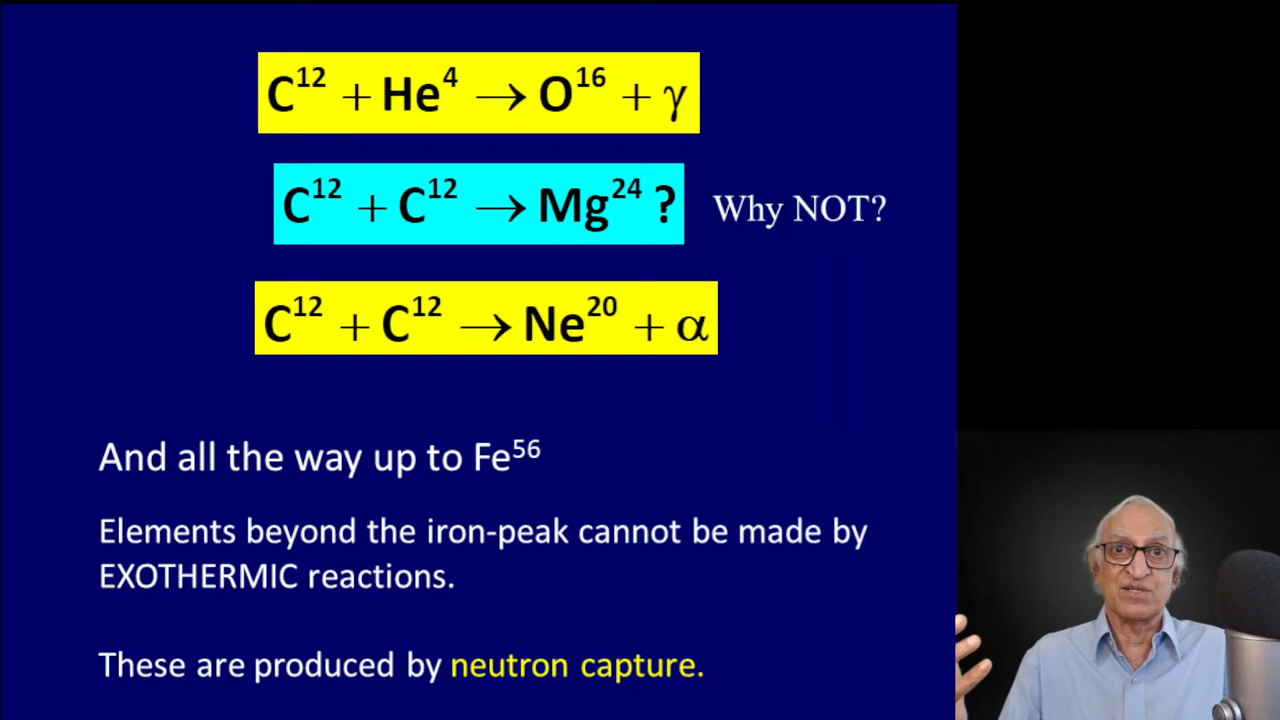 C¹² + He⁴ → O¹⁶ + γ
C¹² + C¹² → Mg²⁴ ? Why NOT?
C¹² + C¹² → Ne²⁰ + α
And all the way up to Fe⁵⁶
Elements beyond the iron-peak cannot be made by
EXOTHERMIC reactions.
These are produced by neutron capture.